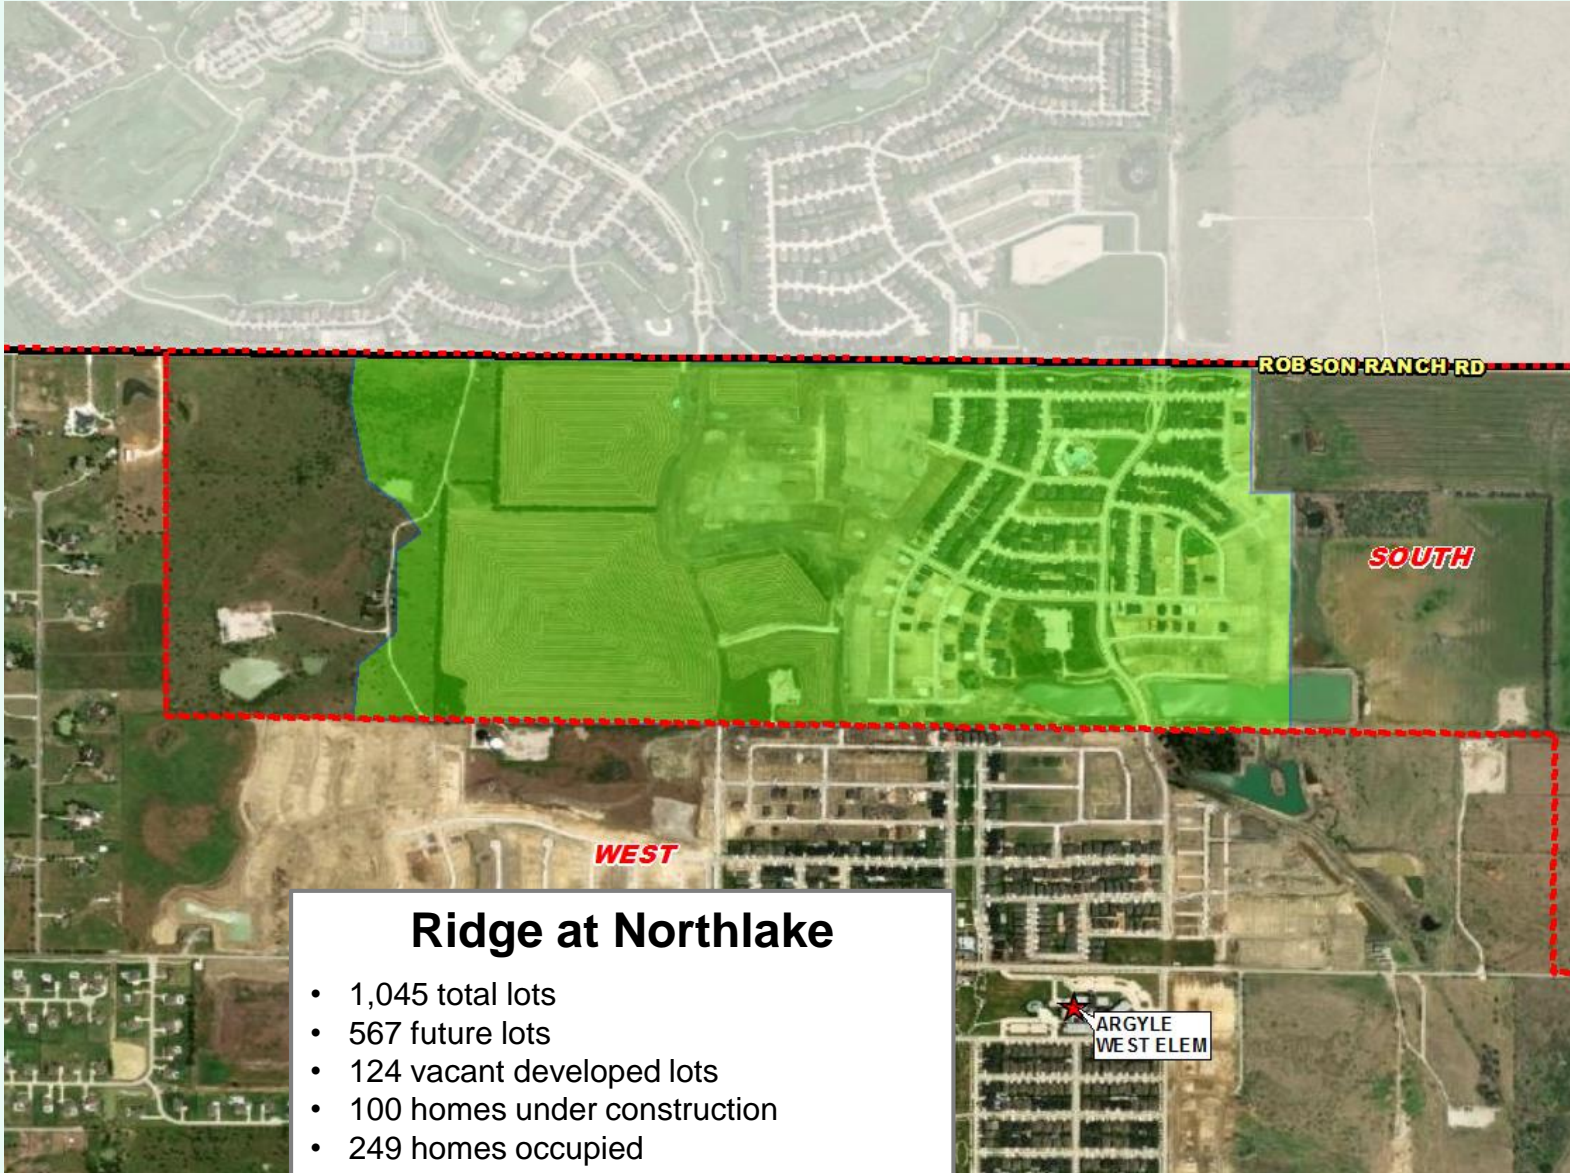 ROBSON RANCH RD
SOUTH
WEST
Ridge at Northlake
• 1,045 total lots
• 567 future lots
• 124 vacant developed lots
• 100 homes under construction
• 249 homes occupied
ARGYLE
WEST ELEM